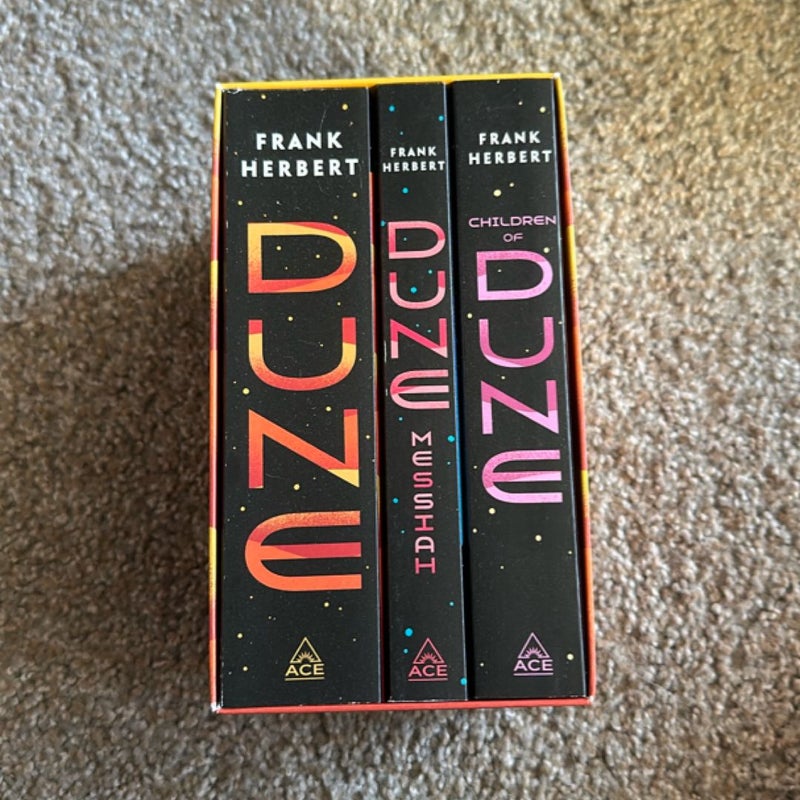 FRANK
HERBERT
DUNE
ACE
FRANK
HERBERT
DUNE
MESSIAH
ACE
FRANK
HERBERT
CHILDREN
OF
DUNE
ACE